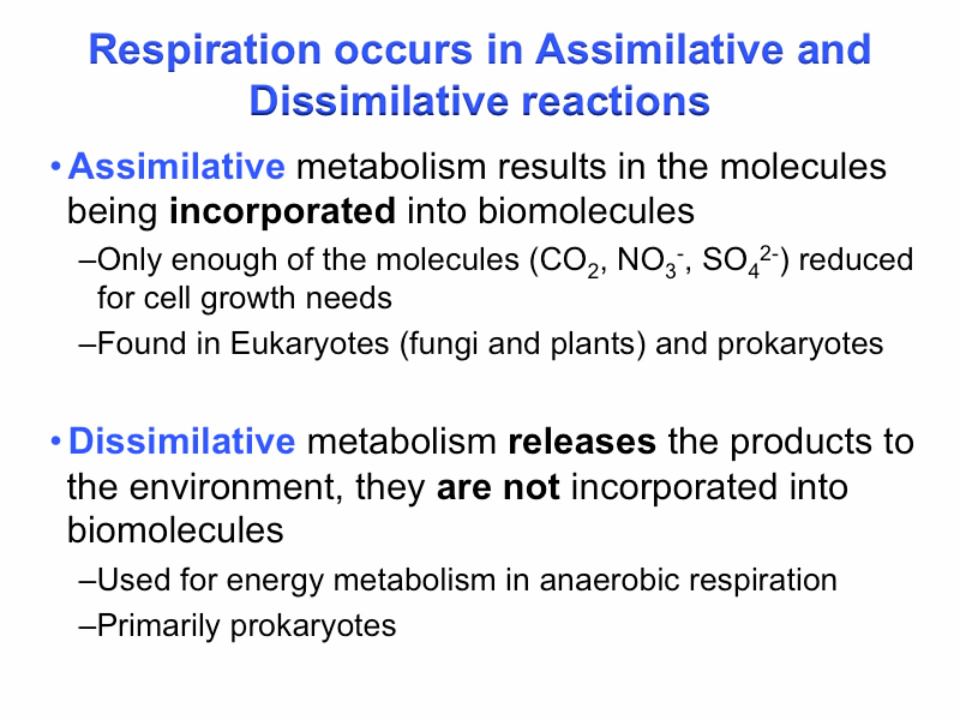 Respiration occurs in Assimilative and
Dissimilative reactions
• Assimilative metabolism results in the molecules
being incorporated into biomolecules
–Only enough of the molecules (CO₂, NO₃⁻, SO₄²⁻) reduced
for cell growth needs
–Found in Eukaryotes (fungi and plants) and prokaryotes
• Dissimilative metabolism releases the products to
the environment, they are not incorporated into
biomolecules
–Used for energy metabolism in anaerobic respiration
–Primarily prokaryotes